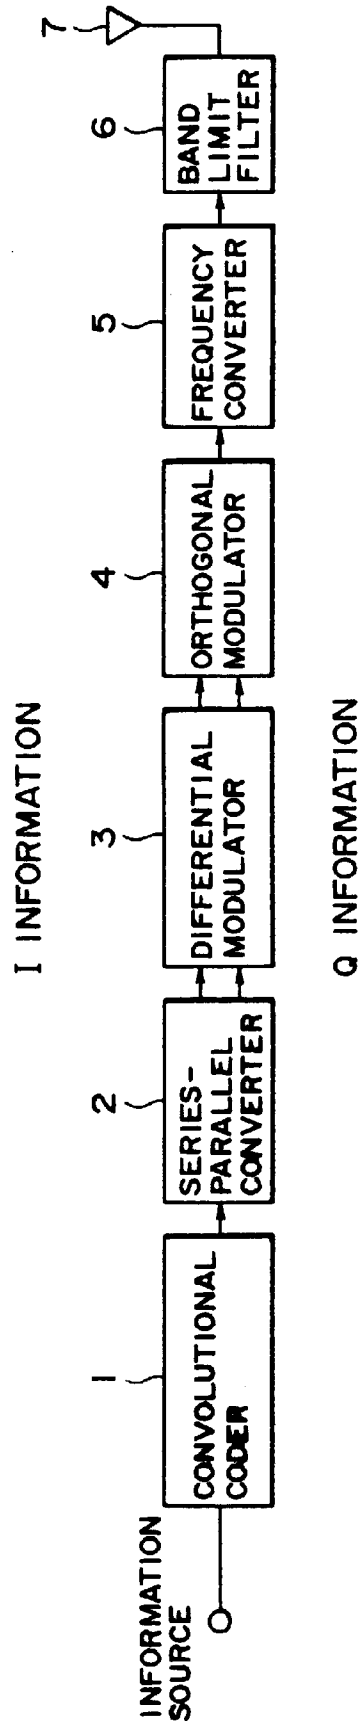 I INFORMATION
INFORMATION
SOURCE
1
CONVOLUTIONAL
CODER
2
SERIES-
PARALLEL
CONVERTER
3
DIFFERENTIAL
MODULATOR
4
ORTHOGONAL
MODULATOR
5
FREQUENCY
CONVERTER
6
BAND
LIMIT
FILTER
7
Q INFORMATION